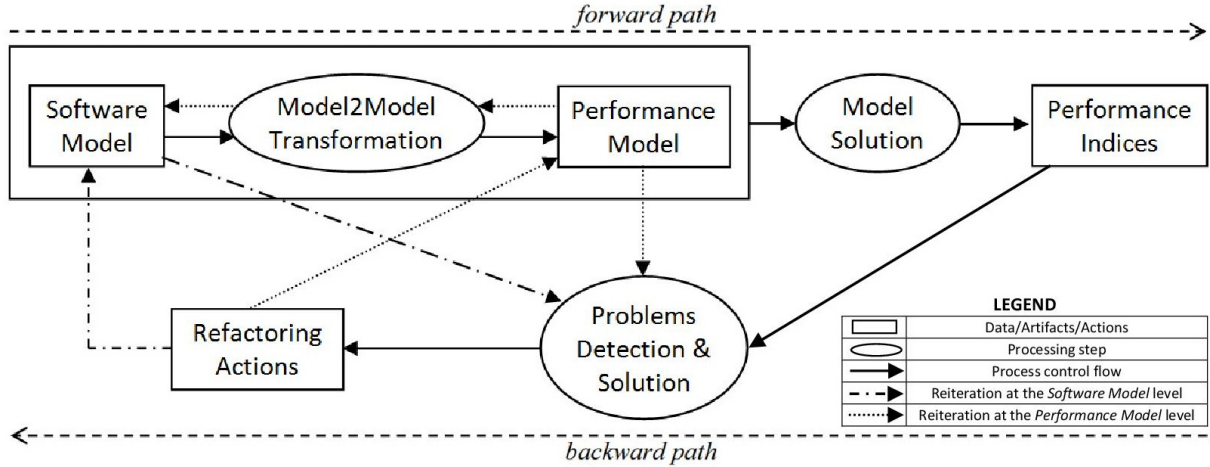 forward path
Software
Model
Model2Model
Transformation
Performance
Model
Model
Solution
Performance
Indices
Refactoring
Actions
Problems
Detection &
Solution
LEGEND
Data/Artifacts/Actions
Processing step
Process control flow
Reiteration at the Software Model level
Reiteration at the Performance Model level
backward path